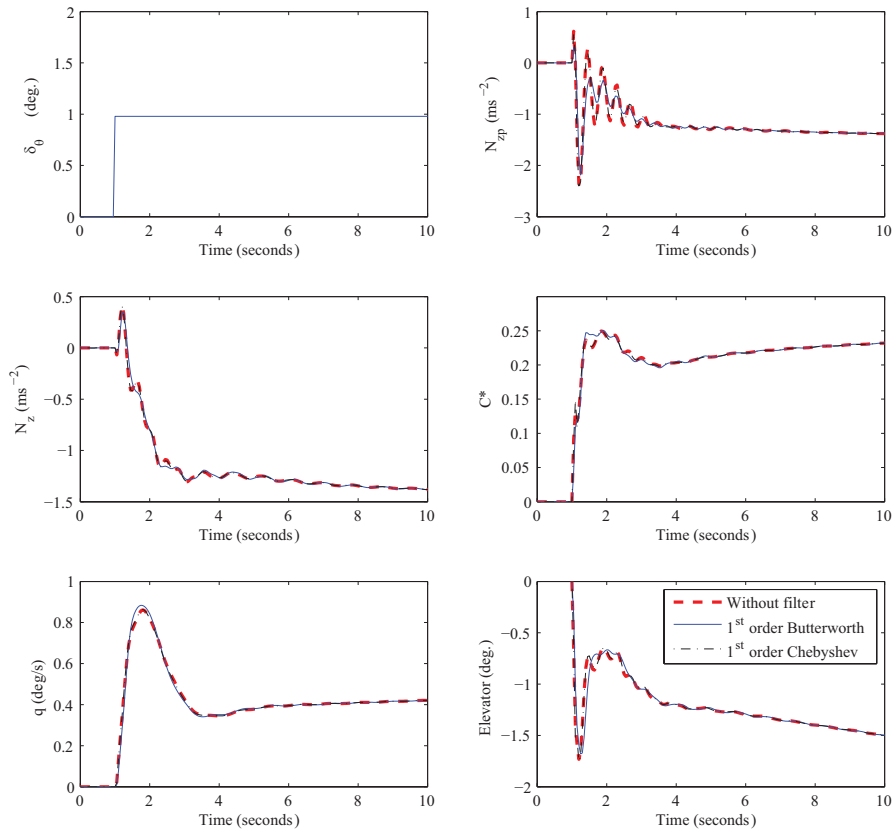 2
1.5
1
0.5
0
δ_θ (deg.)
0 2 4 6 8 10
Time (seconds)
1
0
−1
−2
−3
N_zp (ms⁻²)
0 2 4 6 8 10
Time (seconds)
0.5
0
−0.5
−1
−1.5
N_z (ms⁻²)
0 2 4 6 8 10
Time (seconds)
0.25
0.2
0.15
0.1
0.05
0
C*
0 2 4 6 8 10
Time (seconds)
1
0.8
0.6
0.4
0.2
0
q (deg/s)
0 2 4 6 8 10
Time (seconds)
0
−0.5
−1
−1.5
−2
Elevator (deg.)
Without filter
1ˢᵗ order Butterworth
1ˢᵗ order Chebyshev
0 2 4 6 8 10
Time (seconds)